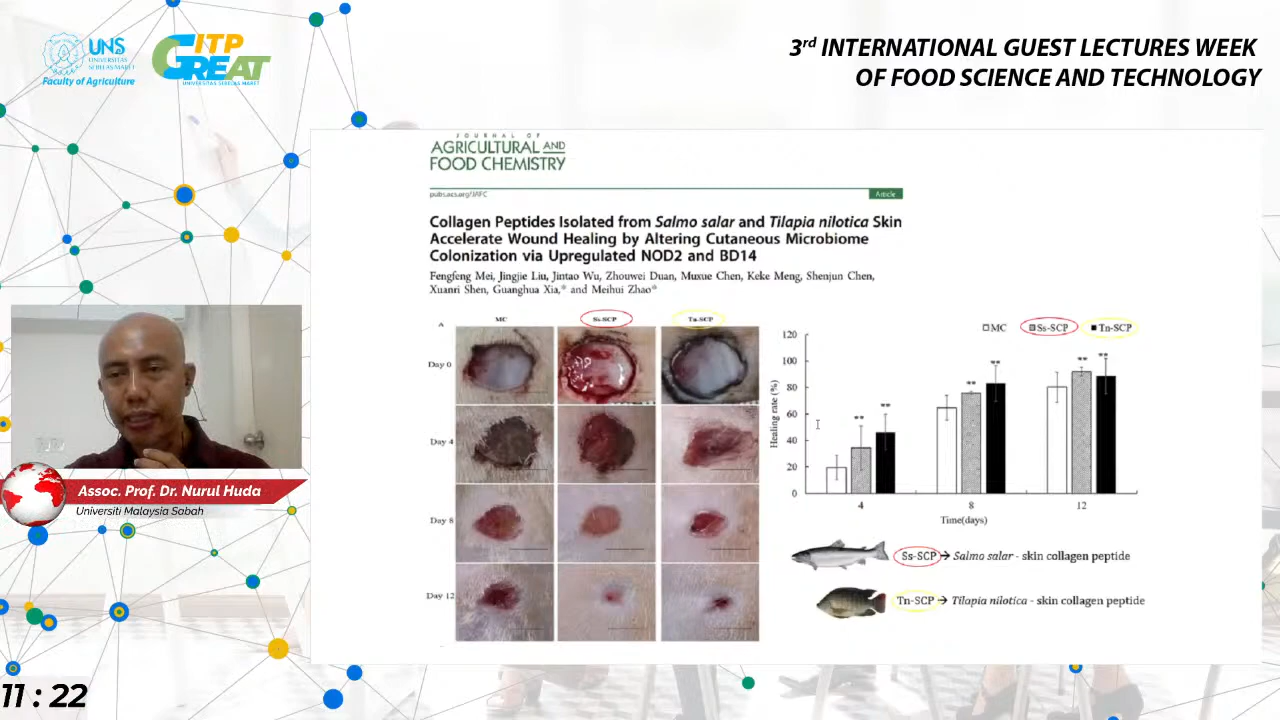 UNS
UNIVERSITAS
SEBELAS MARET
Faculty of Agriculture
ITP
GREAT
UNIVERSITAS SEBELAS MARET
3rd INTERNATIONAL GUEST LECTURES WEEK
OF FOOD SCIENCE AND TECHNOLOGY
JOURNAL OF
AGRICULTURAL AND
FOOD CHEMISTRY
pubs.acs.org/JAFC
Article
Collagen Peptides Isolated from Salmo salar and Tilapia nilotica Skin
Accelerate Wound Healing by Altering Cutaneous Microbiome
Colonization via Upregulated NOD2 and BD14
Fengfeng Mei, Jingjie Liu, Jintao Wu, Zhouwei Duan, Muxue Chen, Keke Meng, Shenjun Chen,
Xuanri Shen, Guanghua Xia,* and Meihui Zhao*
A
MC Ss-SCP Tn-SCP
Day 0
Day 4
Day 8
Day 12
MC Ss-SCP Tn-SCP
120
100
80
60
40
20
0
Healing rate (%)
** ** ** ** ** **
4 8 12
Time(days)
Ss-SCP → Salmo salar - skin collagen peptide
Tn-SCP → Tilapia nilotica - skin collagen peptide
Assoc. Prof. Dr. Nurul Huda
Universiti Malaysia Sabah
11 : 22